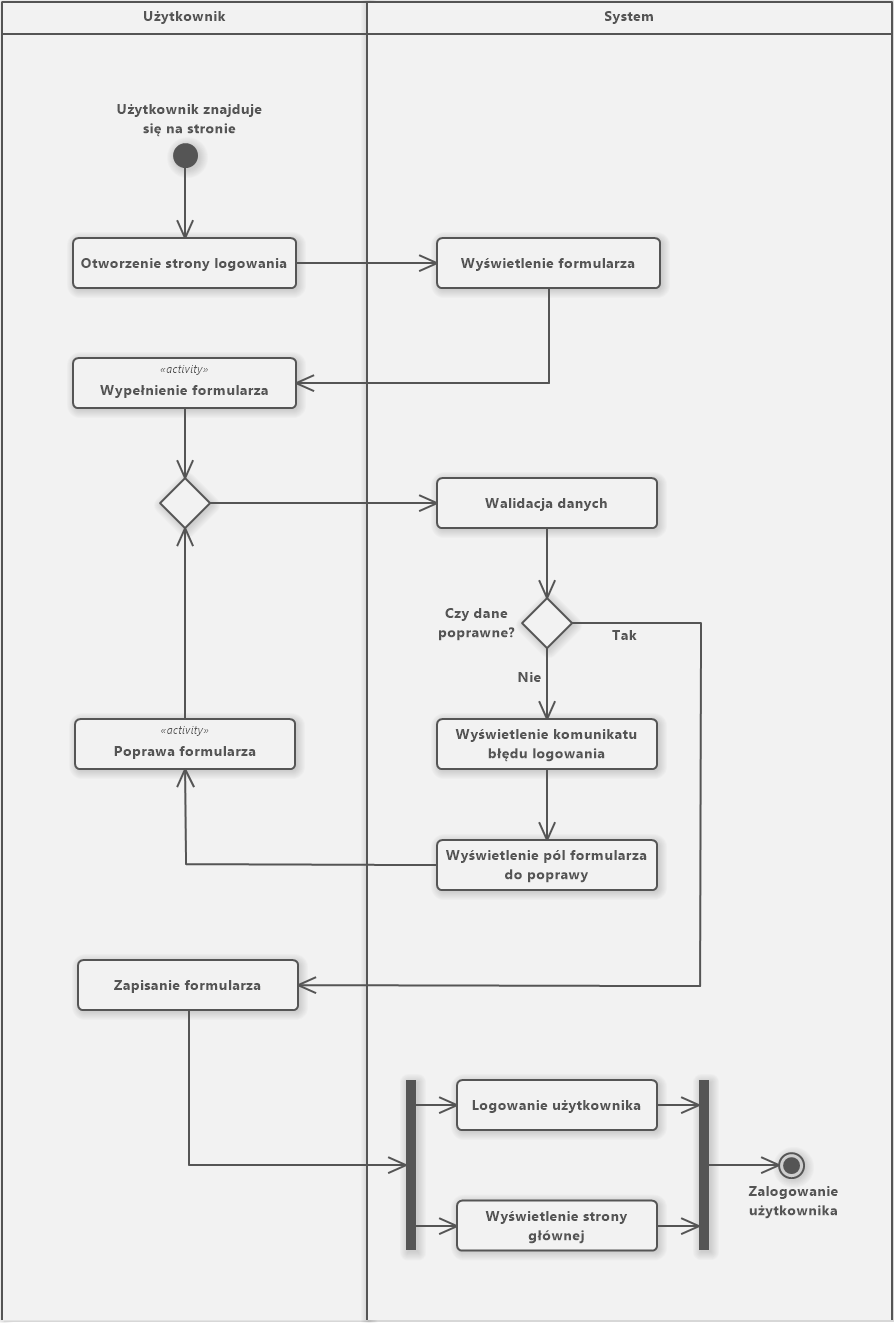 Użytkownik
System
Użytkownik znajduje
się na stronie
Otworzenie strony logowania
Wyświetlenie formularza
«activity»
Wypełnienie formularza
Walidacja danych
Czy dane
poprawne?
Tak
Nie
«activity»
Poprawa formularza
Wyświetlenie komunikatu
błędu logowania
Wyświetlenie pól formularza
do poprawy
Zapisanie formularza
Logowanie użytkownika
Wyświetlenie strony
głównej
Zalogowanie
użytkownika